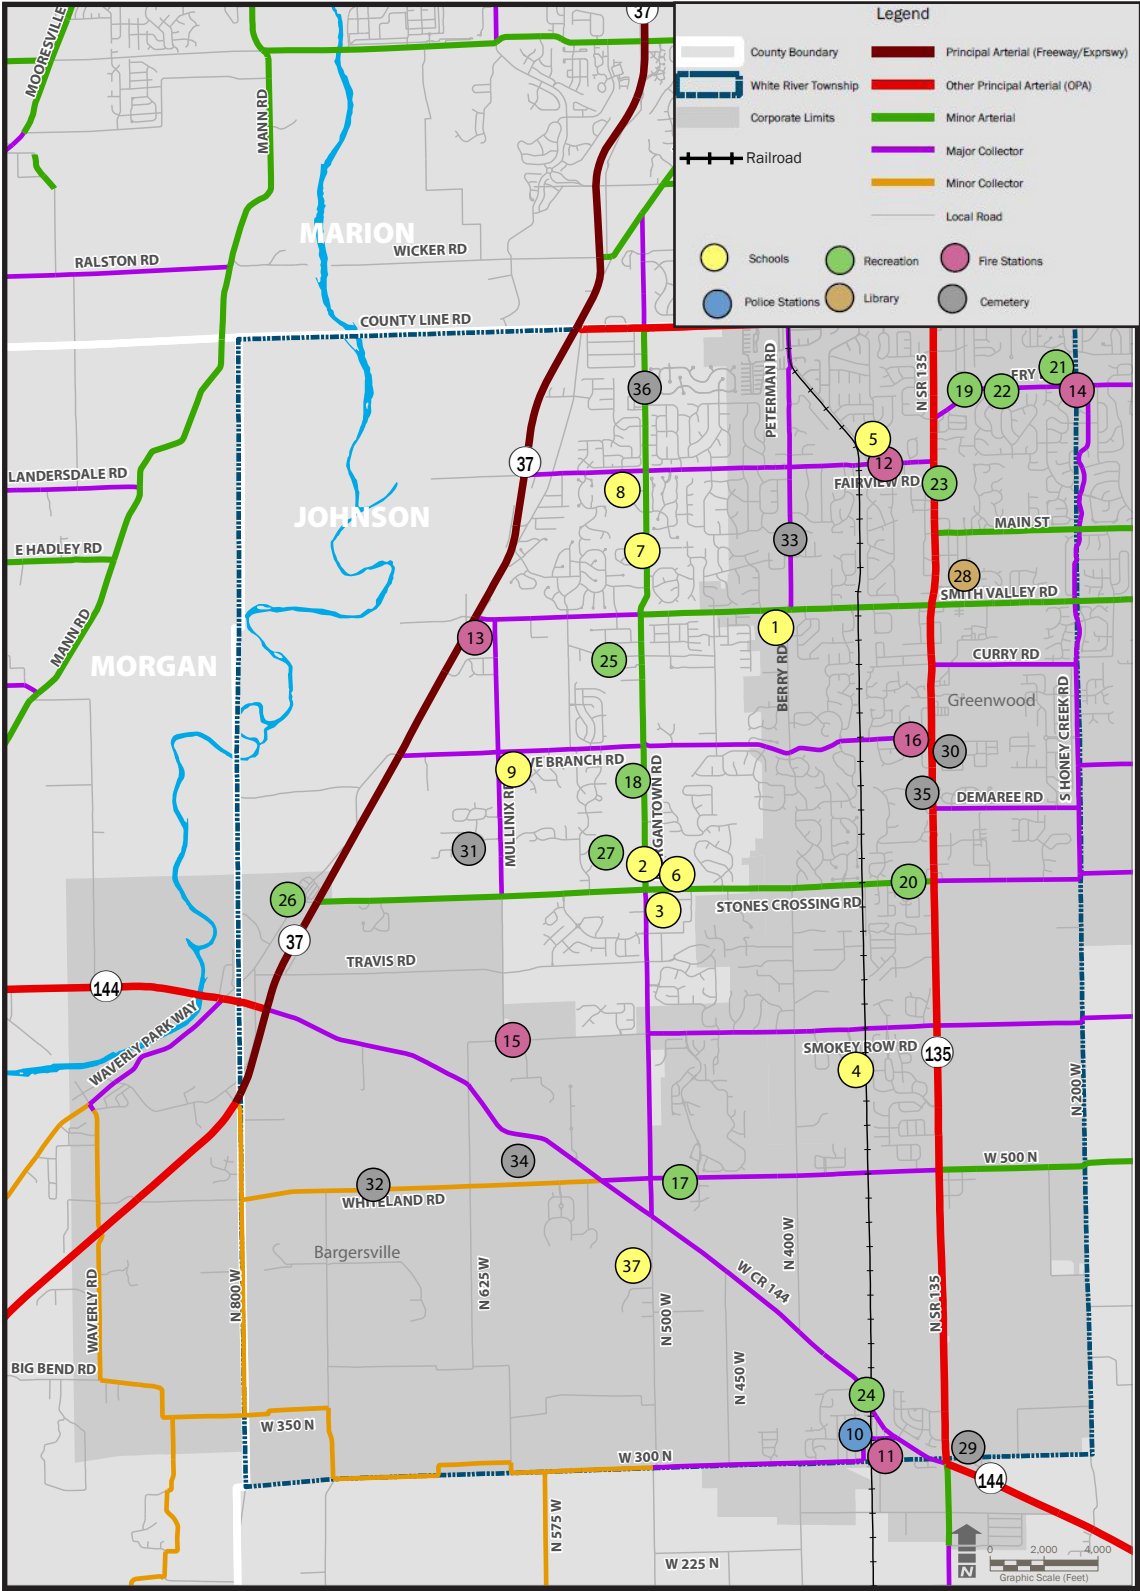 Legend
County Boundary
White River Township
Corporate Limits
Railroad
Principal Arterial (Freeway/Exprswy)
Other Principal Arterial (OPA)
Minor Arterial
Major Collector
Minor Collector
Local Road
Schools
Recreation
Fire Stations
Police Stations
Library
Cemetery
37
MOORESVILLE
MANN RD
MARION
WICKER RD
RALSTON RD
COUNTY LINE RD
PETERMAN RD
N SR 135
FRY
21
19
22
14
36
5
12
37
LANDERSDALE RD
FAIRVIEW RD
23
8
JOHNSON
MAIN ST
33
E HADLEY RD
7
28
SMITH VALLEY RD
MANN RD
13
1
25
CURRY RD
MORGAN
BERRY RD
Greenwood
S HONEY CREEK RD
16
30
VE BRANCH RD
9
18
RGANTOWN RD
35
DEMAREE RD
MULLINIX RD
31
27
2
6
20
26
3
STONES CROSSING RD
37
TRAVIS RD
144
WAVERLY PARK WAY
15
SMOKEY ROW RD
135
4
N 200 W
34
W 500 N
32
17
WHITELAND RD
Bargersville
37
N 400 W
N 625 W
W CR 144
N 800 W
WAVERLY RD
N 500 W
N SR 135
BIG BEND RD
N 450 W
24
W 350 N
10
11
29
W 300 N
144
N 575 W
W 225 N
N
0 2,000 4,000
Graphic Scale (Feet)